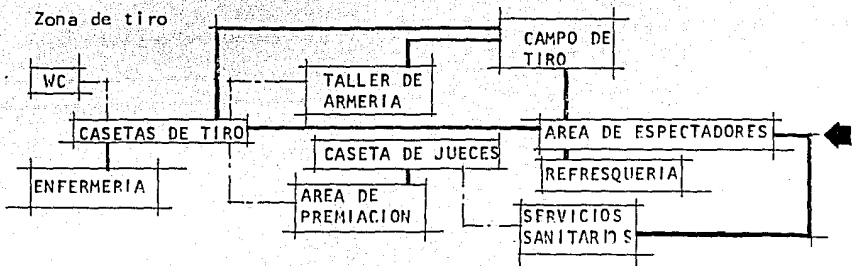 Zona de tiro
CAMPO DE
TIRO
WC
TALLER DE
ARMERIA
CASETAS DE TIRO
AREA DE ESPECTADORES
CASETA DE JUECES
ENFERMERIA
REFRESQUERIA
AREA DE
PREMIACION
SERVICIOS
SANITARIOS